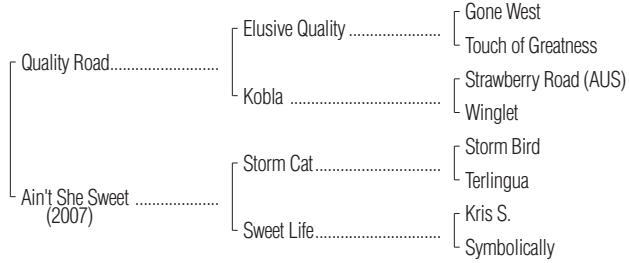 Gone West
Elusive Quality ........................
Touch of Greatness
Quality Road............................
Strawberry Road (AUS)
Kobla .......................................
Winglet
Storm Bird
Storm Cat.................................
Terlingua
Ain't She Sweet .....................
(2007)
Kris S.
Sweet Life.................................
Symbolically